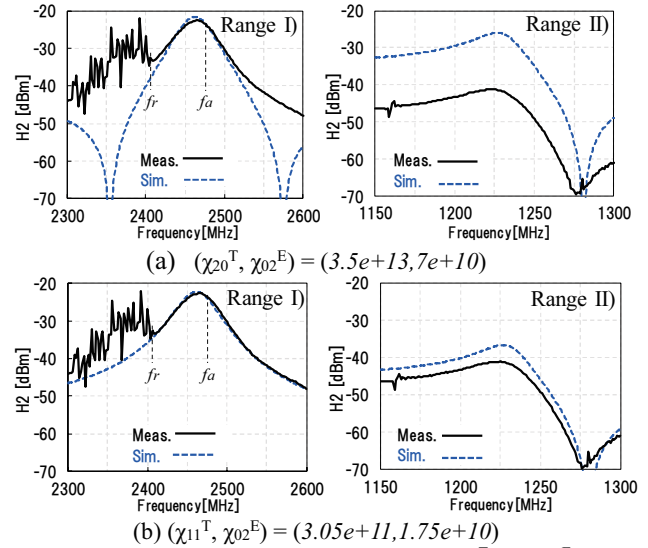 Range I)
H2 [dBm]
-20
-30
-40
-50
-60
-70
fr
fa
Meas.
Sim.
2300 2400 2500 2600
Frequency[MHz]
Range II)
H2 [dBm]
-20
-30
-40
-50
-60
-70
Meas.
Sim.
1150 1200 1250 1300
Frequency[MHz]
(a) (χ20ᵀ, χ02ᴱ) = (3.5e+13,7e+10)
Range I)
H2 [dBm]
-20
-30
-40
-50
-60
-70
fr
fa
Meas.
Sim.
2300 2400 2500 2600
Frequency[MHz]
Range II)
H2 [dBm]
-20
-30
-40
-50
-60
-70
Meas.
Sim.
1150 1200 1250 1300
Frequency[MHz]
(b) (χ11ᵀ, χ02ᴱ) = (3.05e+11,1.75e+10)